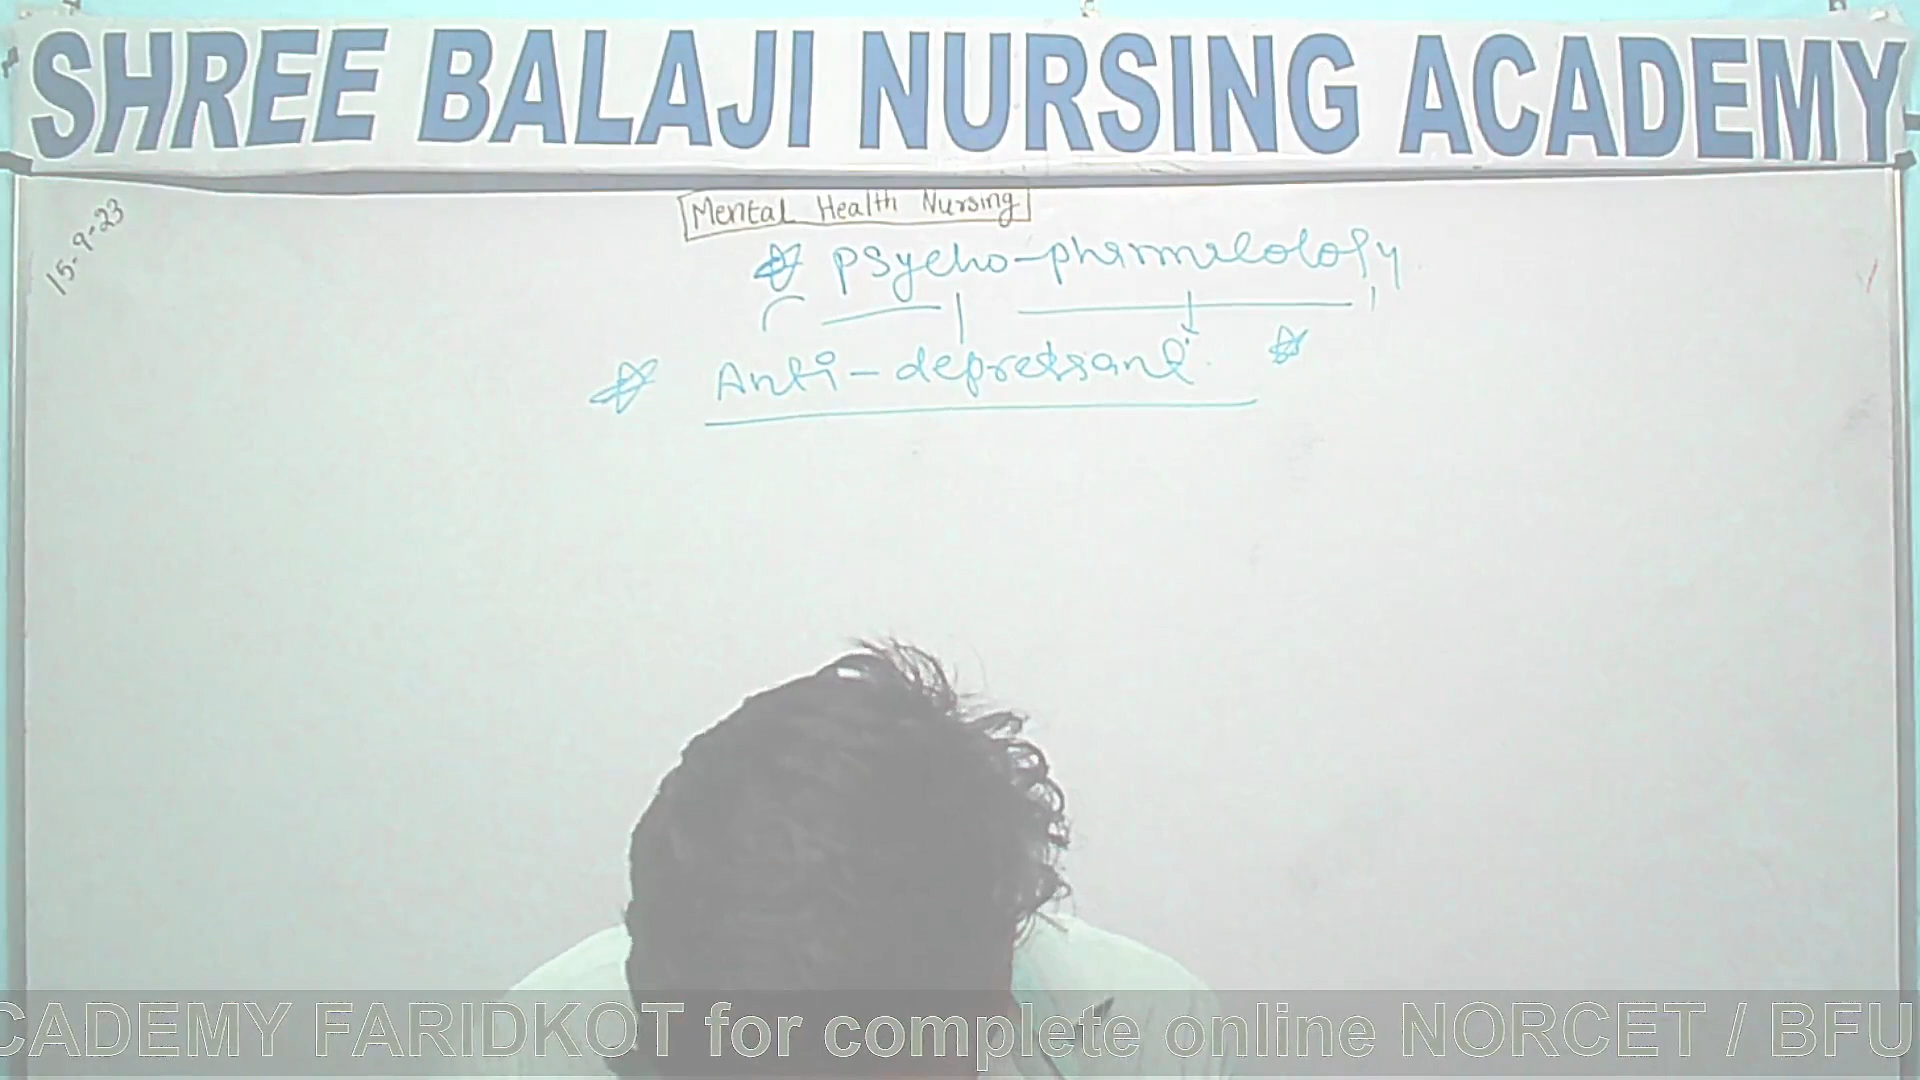 SHREE BALAJI NURSING ACADEMY
15-9-23
Mental Health Nursing
Psycho-pharmacology
Anti-depressant
CADEMY FARIDKOT for complete online NORCET / BFU